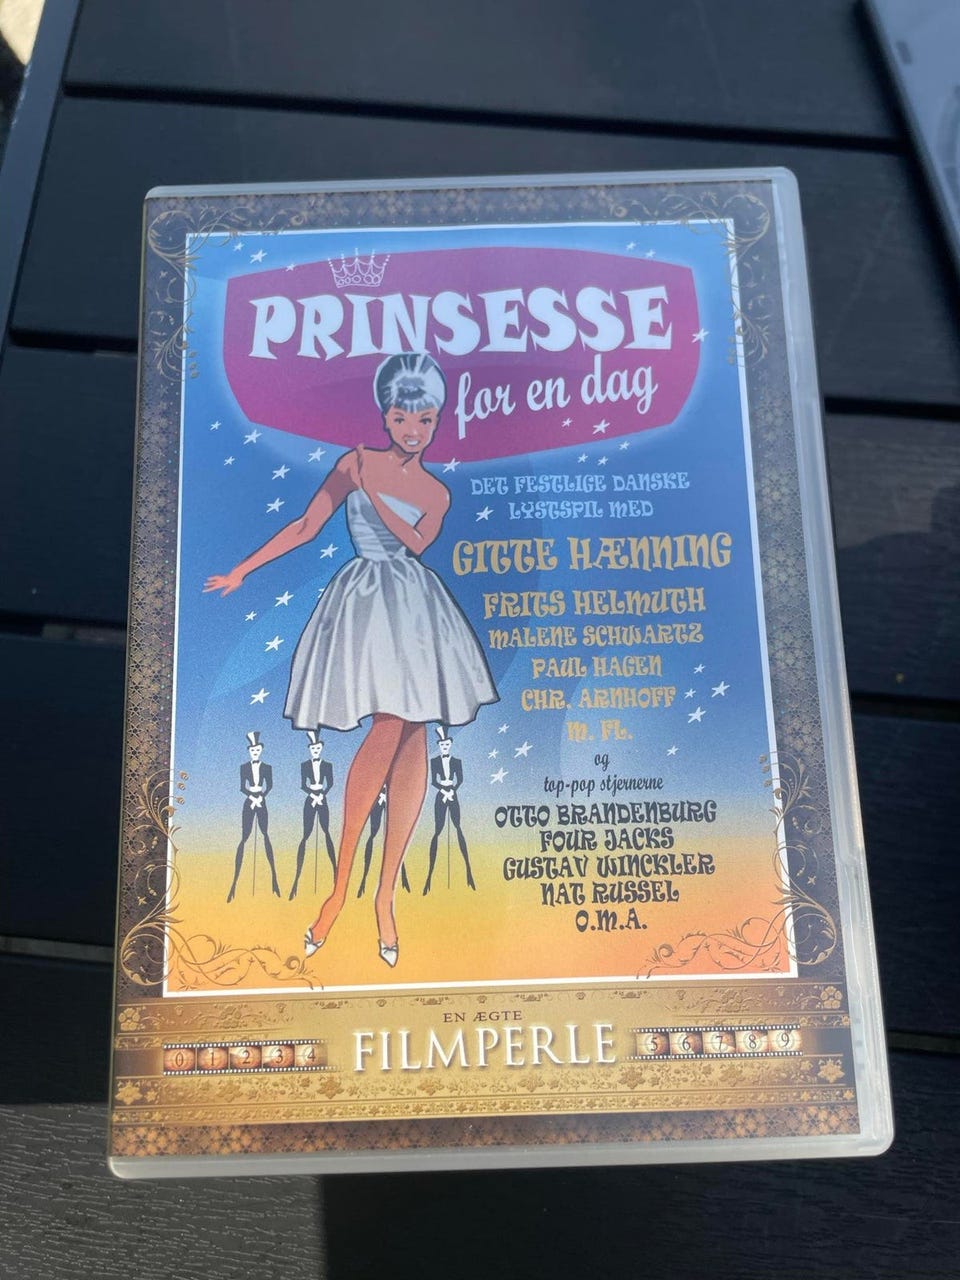 PRINSESSE
for en dag
DET FESTLIGE DANSKE
LYSTSPIL MED
GITTE HÆNNING
FRITS HELMUTH
MALENE SCHWARTZ
PAUL HAGEN
CHR. ARNHOFF
M. FL.
og
top-pop stjernerne
OTTO BRANDENBURG
FOUR JACKS
GUSTAV WINCKLER
NAT RUSSEL
O.M.A.
EN ÆGTE
FILMPERLE
0 1 2 3 4
5 6 7 8 9